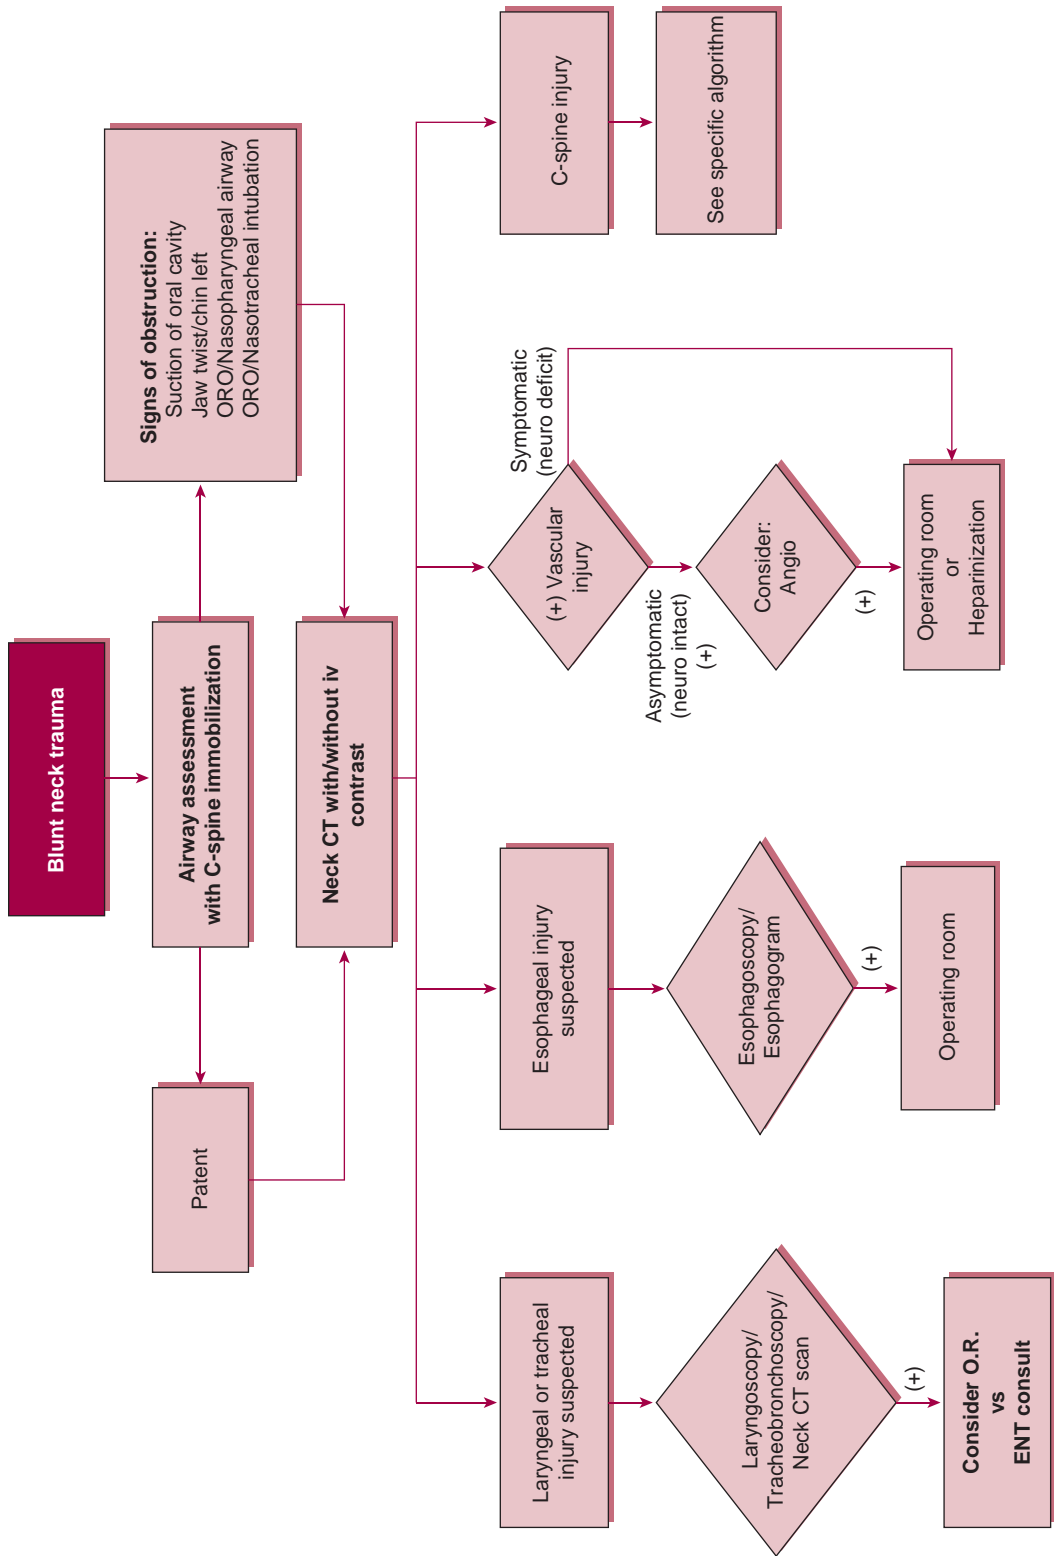 Blunt neck trauma
Airway assessment
with C-spine immobilization
Patent
Signs of obstruction:
Suction of oral cavity
Jaw twist/chin left
ORO/Nasopharyngeal airway
ORO/Nasotracheal intubation
Neck CT with/without iv
contrast
Laryngeal or tracheal
injury suspected
Laryngoscopy/
Tracheobronchoscopy/
Neck CT scan
(+)
Consider O.R.
vs
ENT consult
Esophageal injury
suspected
Esophagoscopy/
Esophagogram
(+)
Operating room
(+) Vascular
injury
Symptomatic
(neuro deficit)
Asymptomatic
(neuro intact)
(+)
Consider:
Angio
(+)
Operating room
or
Heparinization
C-spine injury
See specific algorithm